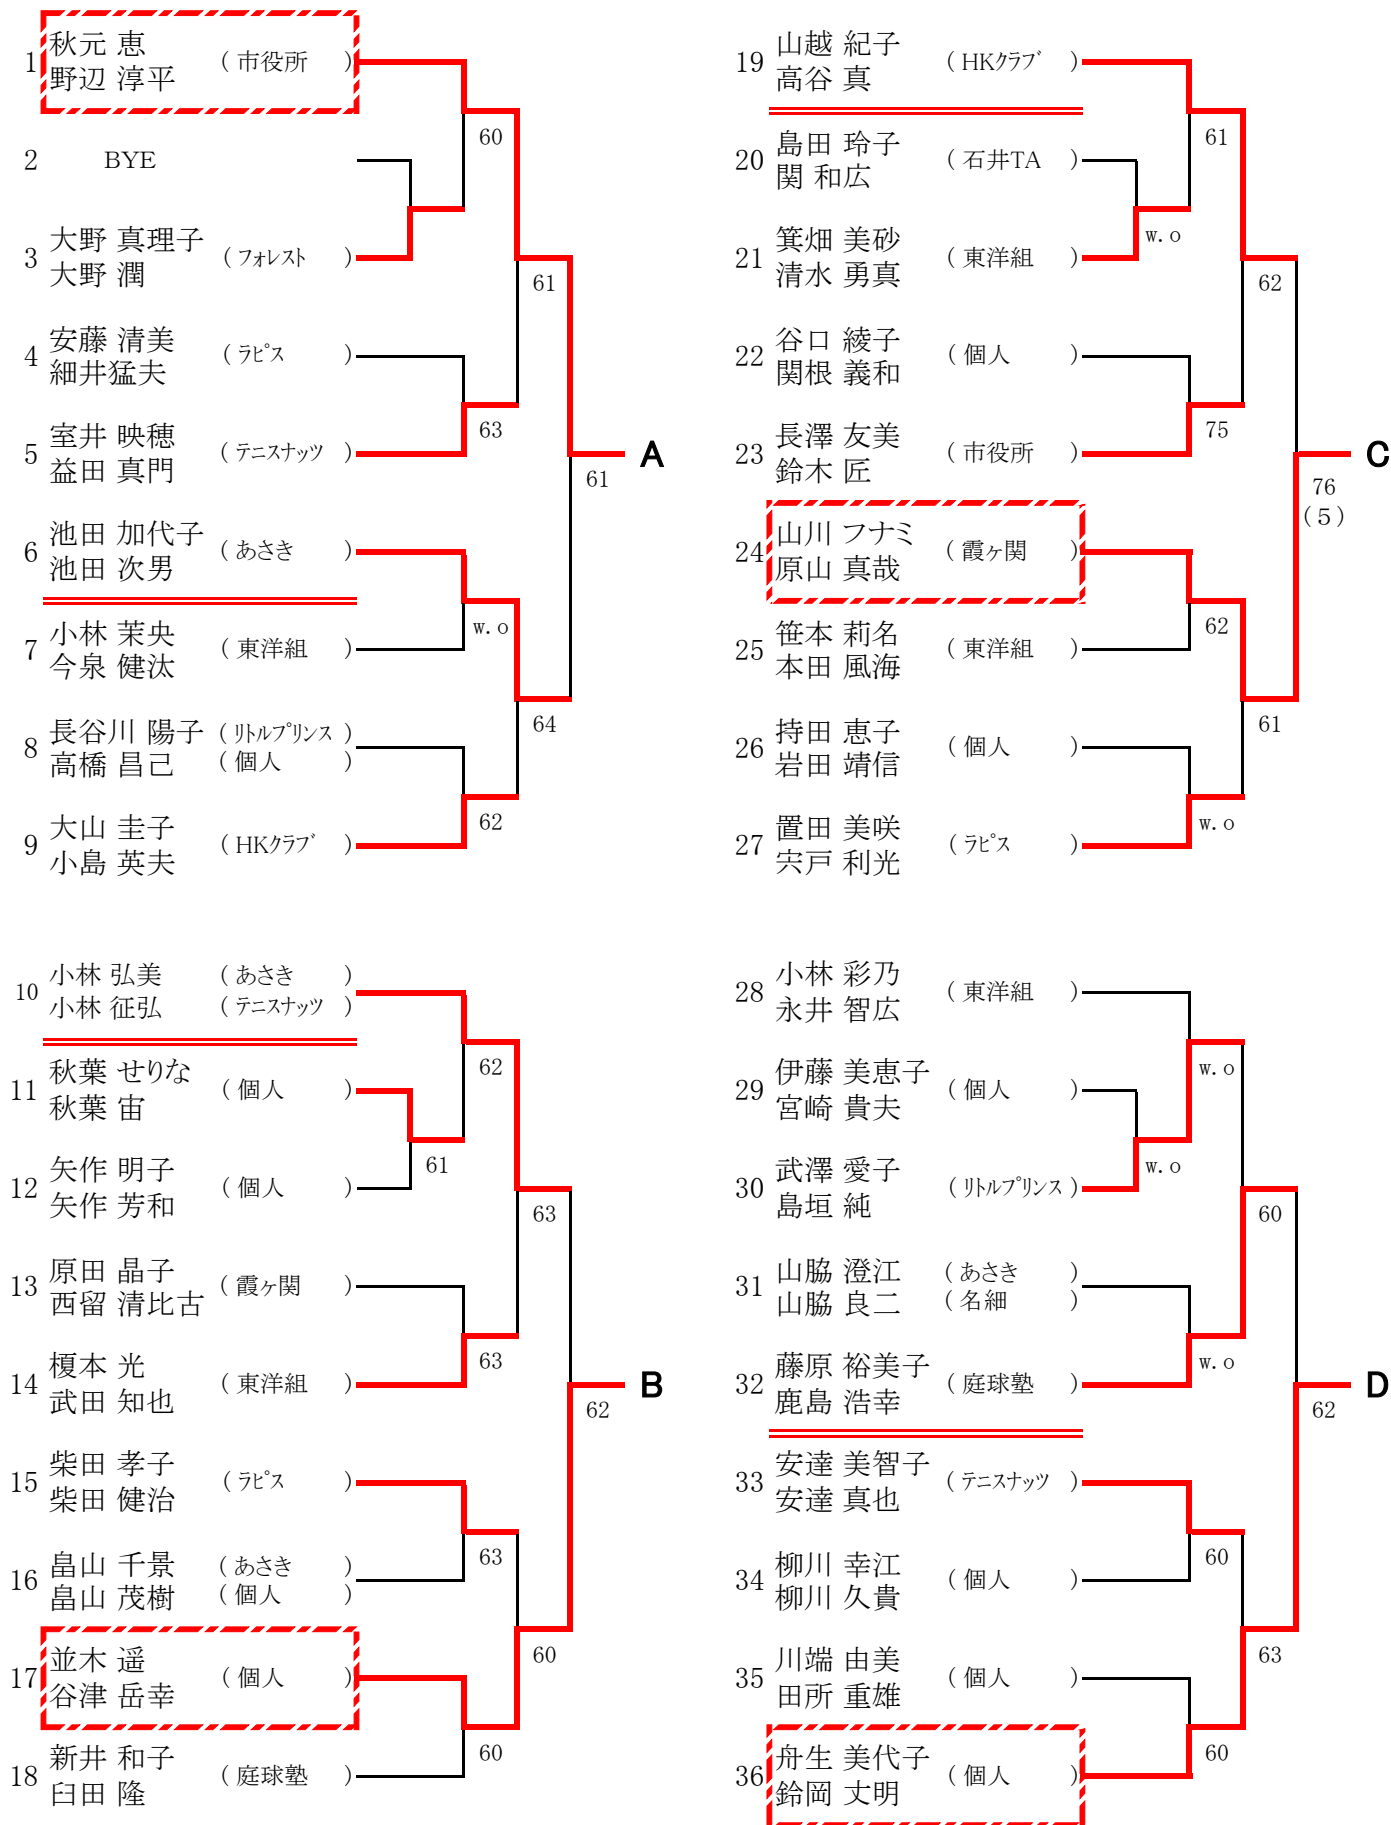 1 秋元 恵 ( 市役所 )
野辺 淳平
60
2 BYE
3 大野 真理子 ( フォレスト )
大野 潤
61
4 安藤 清美 ( ラピス )
細井猛夫
63
5 室井 映穂 ( テニスナッツ )
益田 真門
A
61
6 池田 加代子 ( あさき )
池田 次男
w.o
7 小林 茉央 ( 東洋組 )
今泉 健汰
64
8 長谷川 陽子 ( リトルプリンス )
高橋 昌己 ( 個人 )
62
9 大山 圭子 ( HKクラブ )
小島 英夫
10 小林 弘美 ( あさき )
小林 征弘 ( テニスナッツ )
62
11 秋葉 せりな ( 個人 )
秋葉 宙
61
12 矢作 明子 ( 個人 )
矢作 芳和
63
13 原田 晶子 ( 霞ヶ関 )
西留 清比古
63
14 榎本 光 ( 東洋組 )
武田 知也
B
62
15 柴田 孝子 ( ラピス )
柴田 健治
63
16 畠山 千景 ( あさき )
畠山 茂樹 ( 個人 )
60
17 並木 遥 ( 個人 )
谷津 岳幸
60
18 新井 和子 ( 庭球塾 )
臼田 隆
19 山越 紀子 ( HKクラブ )
高谷 真
61
20 島田 玲子 ( 石井TA )
関 和広
w.o
21 箕畑 美砂 ( 東洋組 )
清水 勇真
62
22 谷口 綾子 ( 個人 )
関根 義和
75
23 長澤 友美 ( 市役所 )
鈴木 匠
C
76
(5)
24 山川 フナミ ( 霞ヶ関 )
原山 真哉
62
25 笹本 莉名 ( 東洋組 )
本田 風海
61
26 持田 恵子 ( 個人 )
岩田 靖信
w.o
27 置田 美咲 ( ラピス )
宍戸 利光
28 小林 彩乃 ( 東洋組 )
永井 智広
w.o
29 伊藤 美恵子 ( 個人 )
宮崎 貴夫
w.o
30 武澤 愛子 ( リトルプリンス )
島垣 純
60
31 山脇 澄江 ( あさき )
山脇 良二 ( 名細 )
w.o
32 藤原 裕美子 ( 庭球塾 )
鹿島 浩幸
D
62
33 安達 美智子 ( テニスナッツ )
安達 真也
60
34 柳川 幸江 ( 個人 )
柳川 久貴
63
35 川端 由美 ( 個人 )
田所 重雄
60
36 舟生 美代子 ( 個人 )
鈴岡 丈明